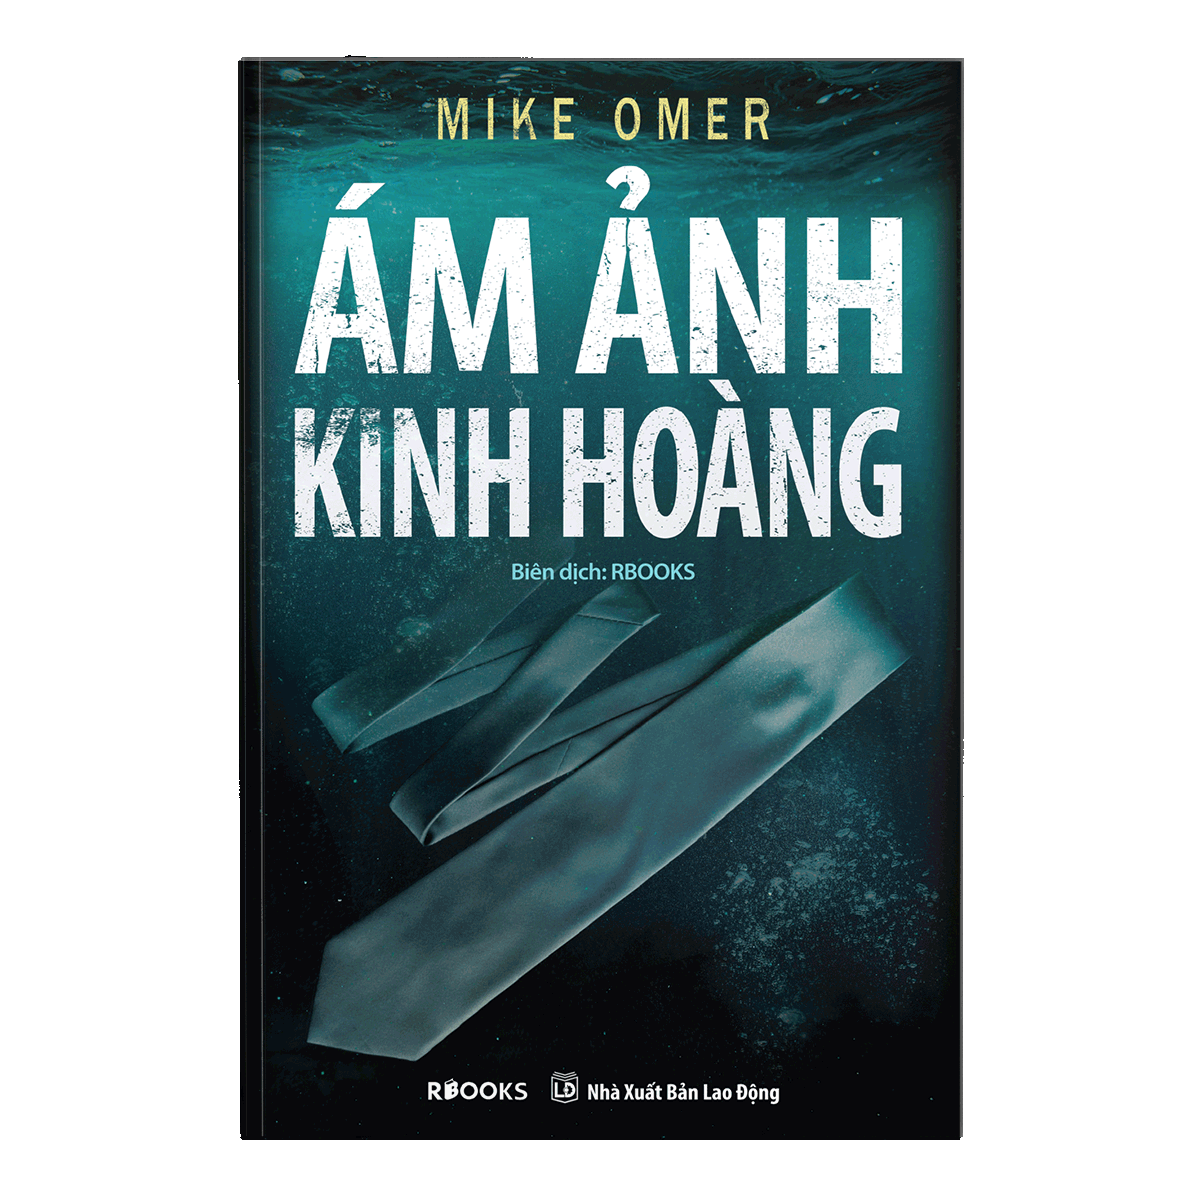 MIKE OMER
ÁM ẢNH
KINH HOÀNG
Biên dịch: RBOOKS
RBOOKS LĐ Nhà Xuất Bản Lao Động